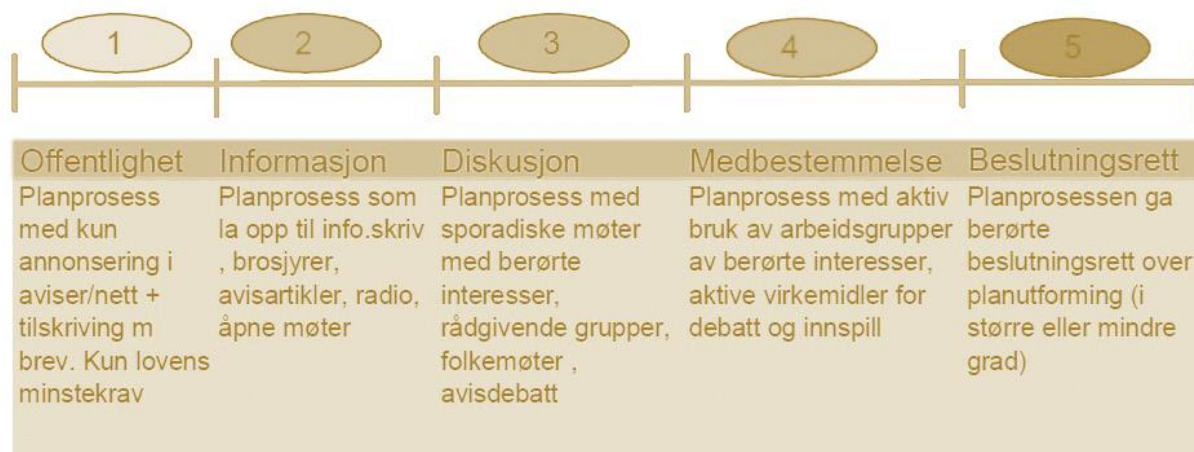 1
2
3
4
5
Offentlighet
Planprosess
med kun
annonsering i
aviser/nett +
tilskriving m
brev. Kun lovens
minstekrav
Informasjon
Planprosess som
la opp til info.skriv
, brosjyrer,
avisartikler, radio,
åpne møter
Diskusjon
Planprosess med
sporadiske møter
med berørte
interesser,
rådgivende grupper,
folkemøter ,
avisdebatt
Medbestemmelse
Planprosess med aktiv
bruk av arbeidsgrupper
av berørte interesser,
aktive virkemidler for
debatt og innspill
Beslutningsrett
Planprosessen ga
berørte
beslutningsrett over
planutforming (i
større eller mindre
grad)